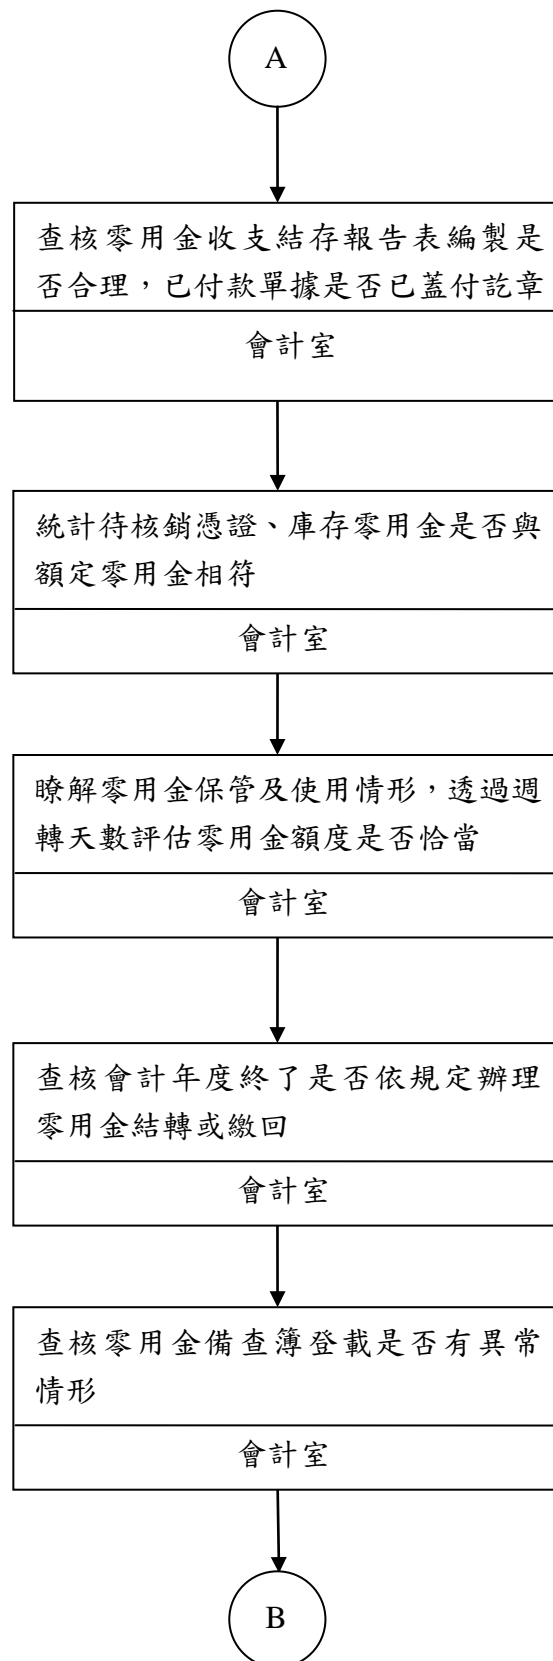 A
查核零用金收支結存報告表編製是
否合理，已付款單據是否已蓋付訖章
會計室
統計待核銷憑證、庫存零用金是否與
額定零用金相符
會計室
瞭解零用金保管及使用情形，透過週
轉天數評估零用金額度是否恰當
會計室
查核會計年度終了是否依規定辦理
零用金結轉或繳回
會計室
查核零用金備查簿登載是否有異常
情形
會計室
B